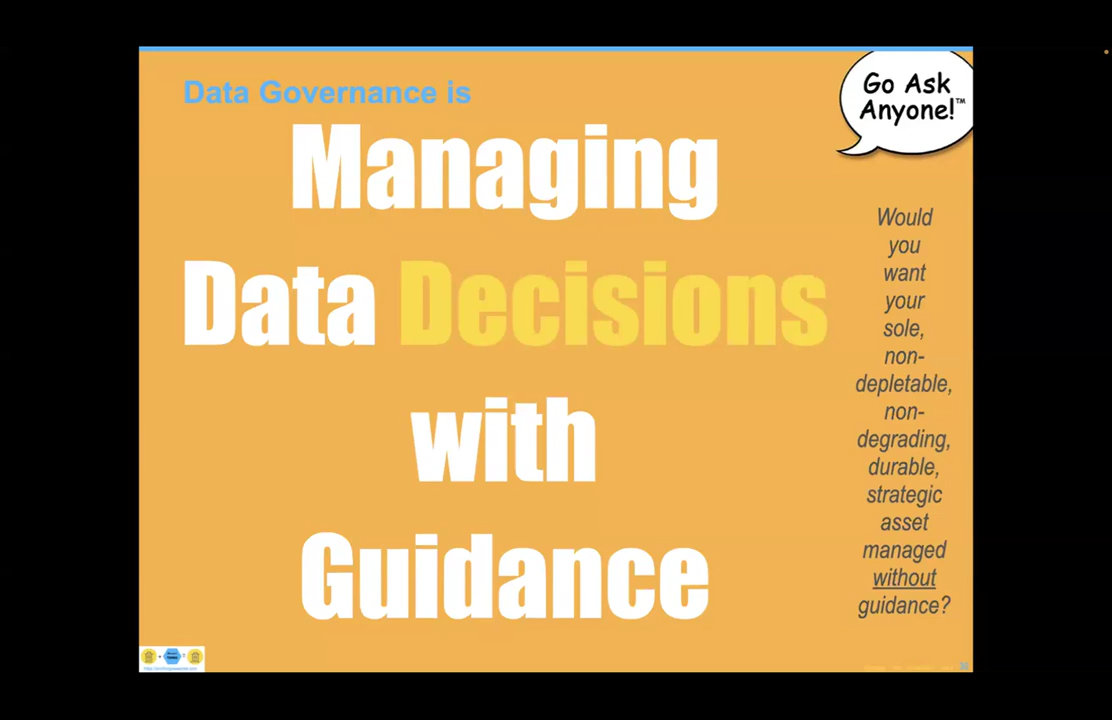 Data Governance is
Managing
Data Decisions
with
Guidance
Go Ask
Anyone!™
Would
you
want
your
sole,
non-
depletable,
non-
degrading,
durable,
strategic
asset
managed
without
guidance?